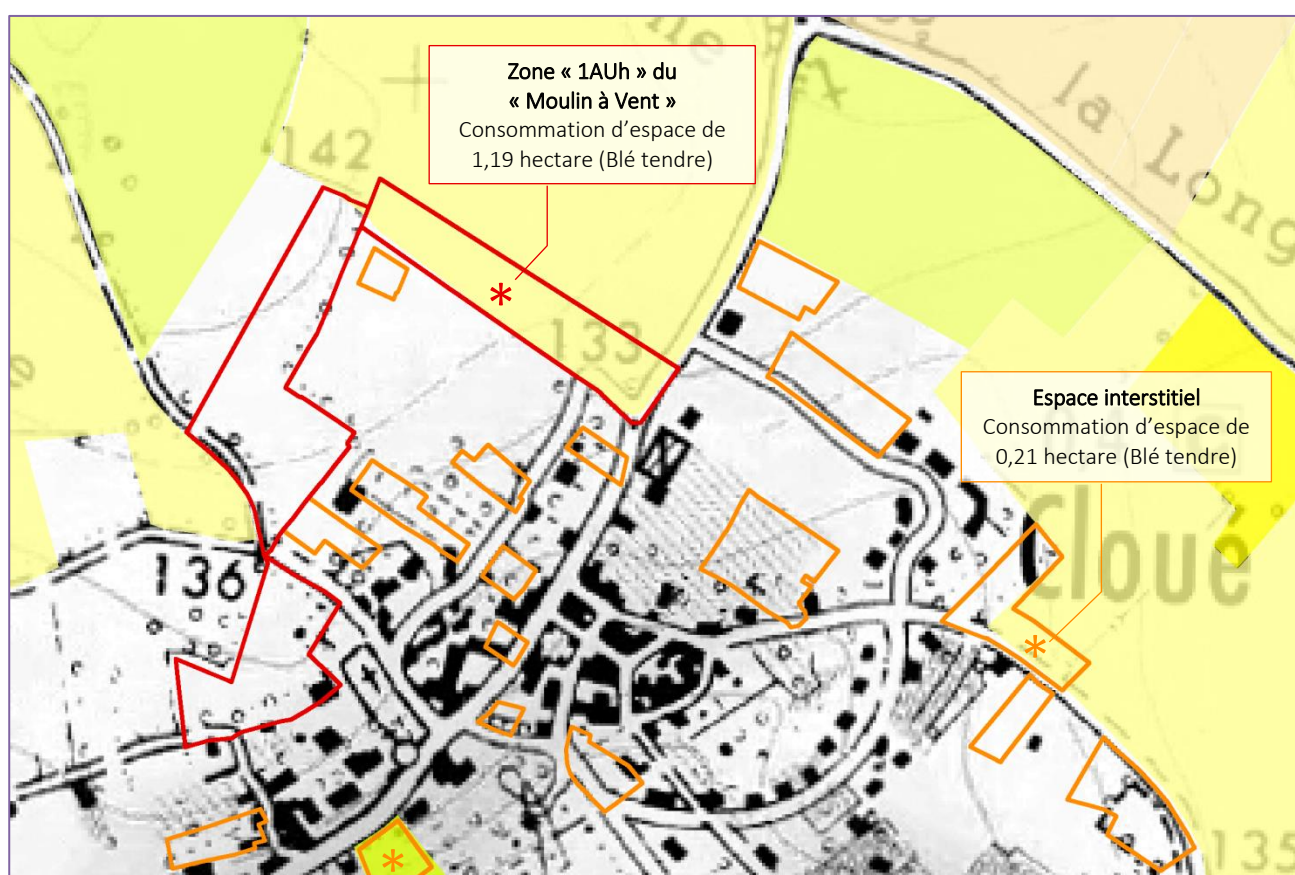 Zone « 1AUh » du
« Moulin à Vent »
Consommation d'espace de
1,19 hectare (Blé tendre)
142
la Long
133
Espace interstitiel
Consommation d'espace de
0,21 hectare (Blé tendre)
Cloué
136
135